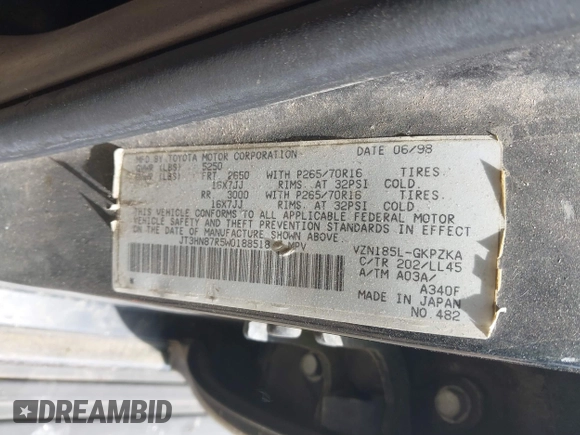 MFD BY TOYOTA MOTOR CORPORATION DATE 06/98
GVWR (LBS) 5250
GAWR (LBS) FRT 2650 WITH P265/70R16 TIRES
16X7JJ RIMS, AT 32PSI COLD.
RR 3000 WITH P265/70R16 TIRES
16X7JJ RIMS, AT 32PSI COLD.
THIS VEHICLE CONFORMS TO ALL APPLICABLE FEDERAL MOTOR
VEHICLE SAFETY AND THEFT PREVENTION STANDARDS IN EFFECT
ON THE DATE OF MANUFACTURE SHOWN ABOVE.
JT3HN87R5W0188518 MPV VZN185L-GKPZKA
C/TR 202/LL45
A/TM A03A/
A340F
MADE IN JAPAN
NO. 482
DREAMBID